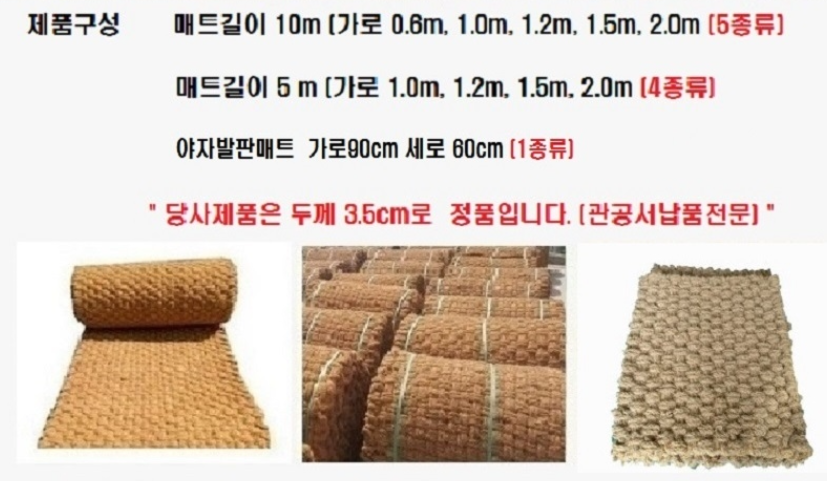 제품구성 매트길이 10m (가로 0.6m, 1.0m, 1.2m, 1.5m, 2.0m (5종류)
매트길이 5 m (가로 1.0m, 1.2m, 1.5m, 2.0m (4종류)
야자발판매트 가로90cm 세로 60cm (1종류)
" 당사제품은 두께 3.5cm로 정품입니다. (관공서납품전문) "